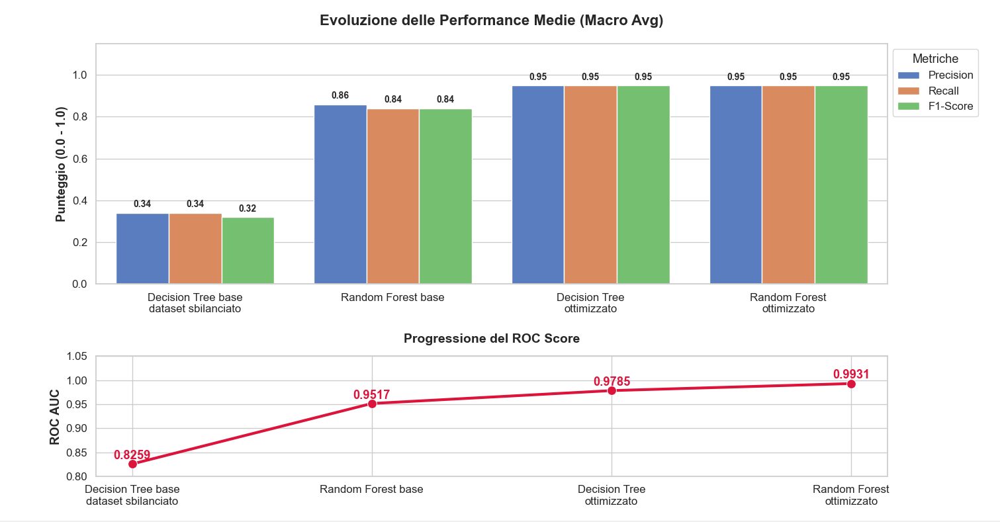 Evoluzione delle Performance Medie (Macro Avg)
Punteggio (0.0 - 1.0)
1.0
0.8
0.6
0.4
0.2
0.0
0.34
0.34
0.32
0.86
0.84
0.84
0.95
0.95
0.95
0.95
0.95
0.95
Decision Tree base
dataset sbilanciato
Random Forest base
Decision Tree
ottimizzato
Random Forest
ottimizzato
Metriche
Precision
Recall
F1-Score
Progressione del ROC Score
ROC AUC
1.05
1.00
0.95
0.90
0.85
0.80
0.8259
0.9517
0.9785
0.9931
Decision Tree base
dataset sbilanciato
Random Forest base
Decision Tree
ottimizzato
Random Forest
ottimizzato